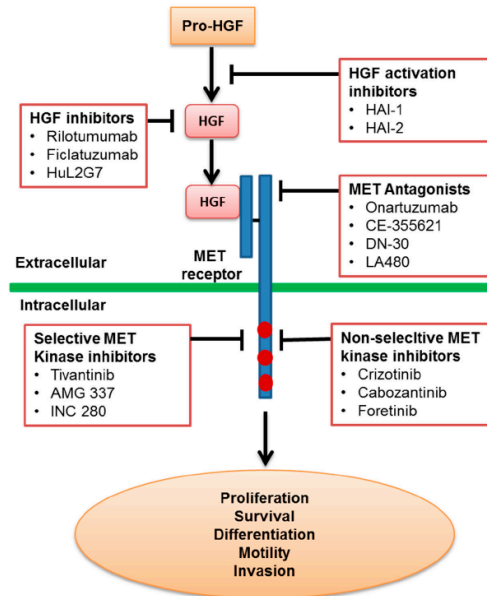 Pro-HGF
HGF activation
inhibitors
• HAI-1
• HAI-2
HGF inhibitors
• Rilotumumab
• Ficlatuzumab
• HuL2G7
HGF
HGF
MET Antagonists
• Onartuzumab
• CE-355621
• DN-30
• LA480
MET
receptor
Extracellular
Intracellular
Selective MET
Kinase inhibitors
• Tivantinib
• AMG 337
• INC 280
Non-selecltive MET
kinase inhibitors
• Crizotinib
• Cabozantinib
• Foretinib
Proliferation
Survival
Differentiation
Motility
Invasion